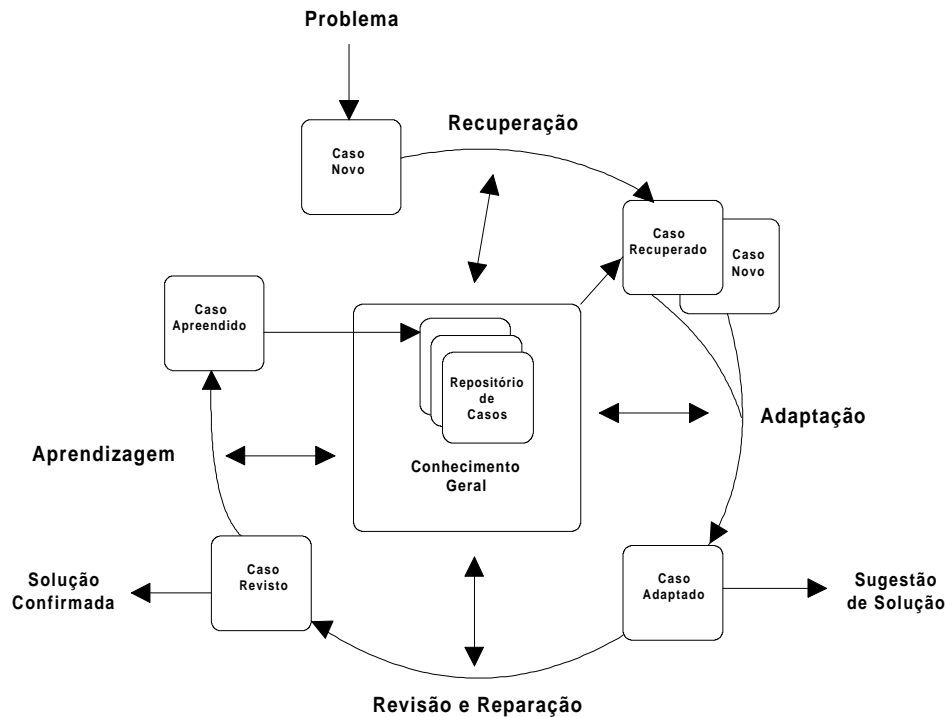 Problema
Recuperação
Caso
Novo
Caso
Recuperado
Caso
Novo
Caso
Apreendido
Repositório
de
Casos
Conhecimento
Geral
Adaptação
Aprendizagem
Caso
Revisto
Caso
Adaptado
Solução
Confirmada
Sugestão
de Solução
Revisão e Reparação